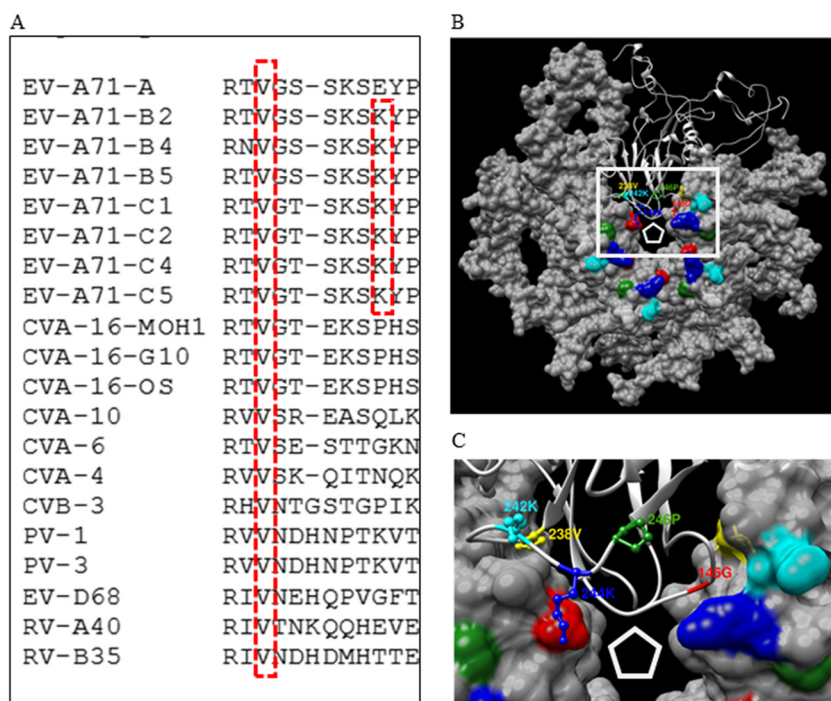 A
EV-A71-A RTVGS-SKSEYP
EV-A71-B2 RTVGS-SKSKYP
EV-A71-B4 RNVGS-SKSKYP
EV-A71-B5 RTVGS-SKSKYP
EV-A71-C1 RTVGT-SKSKYP
EV-A71-C2 RTVGT-SKSKYP
EV-A71-C4 RTVGT-SKSKYP
EV-A71-C5 RTVGT-SKSKYP
CVA-16-MOH1 RTVGT-EKSPHS
CVA-16-G10 RTVGT-EKSPHS
CVA-16-OS RTVGT-EKSPHS
CVA-10 RVVSR-EASQLK
CVA-6 RTVSE-STTGKN
CVA-4 RVVSK-QITNQK
CVB-3 RHVNTGSTGPIK
PV-1 RVVNDHNPTKVT
PV-3 RVVNDHNPTKVT
EV-D68 RIVNEHQPVGFT
RV-A40 RIVTNKQQHEVE
RV-B35 RIVNDHDMHTTE
B
238V
242K
246P
C
242K
238V
246P
145G
244K